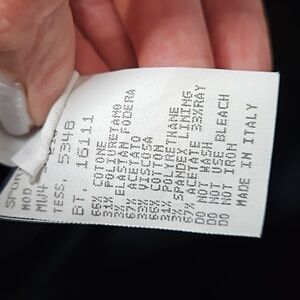 MOD.
TESS 5348
BT 16111
66% COTONE
31% POLIURETANO
3% ELASTAN FODERA
67% ACETATO
33% VISCOSA
66% COTTON
31% POLYURETHANE
3% SPANDEX LINING
67% ACETATE 33%RAY
DO NOT WASH
DO NOT USE BLEACH
DO NOT IRON
MADE IN ITALY